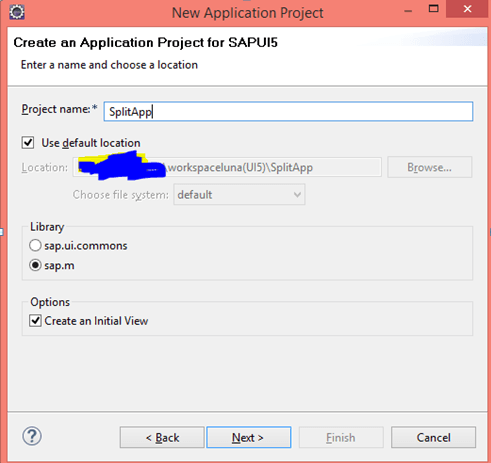 New Application Project
Create an Application Project for SAPUI5
Enter a name and choose a location
Project name:* SplitApp
Use default location
Location: workspaceluna(UI5)\SplitApp Browse...
Choose file system: default
Library
sap.ui.commons
sap.m
Options
Create an Initial View
? < Back Next > Finish Cancel